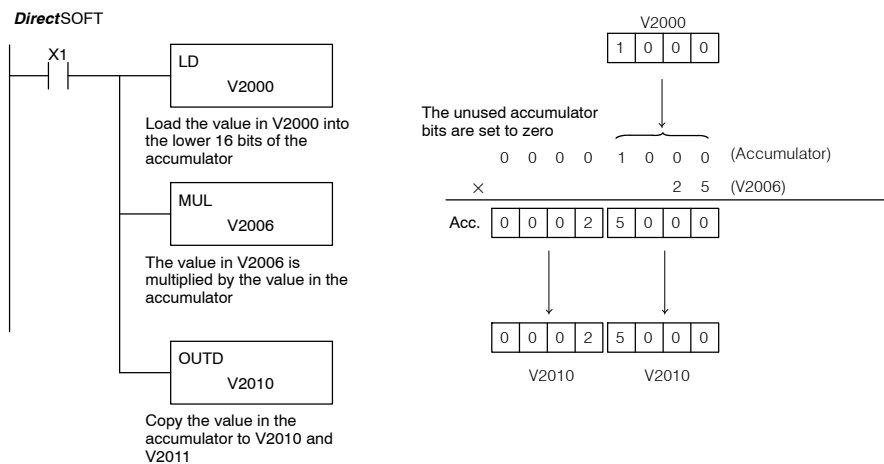 DirectSOFT
X1
LD
V2000
Load the value in V2000 into
the lower 16 bits of the
accumulator
MUL
V2006
The value in V2006 is
multiplied by the value in the
accumulator
OUTD
V2010
Copy the value in the
accumulator to V2010 and
V2011
V2000
1 0 0 0
The unused accumulator
bits are set to zero
0 0 0 0 1 0 0 0 (Accumulator)
× 2 5 (V2006)
Acc. 0 0 0 2 5 0 0 0
0 0 0 2 5 0 0 0
V2010 V2010